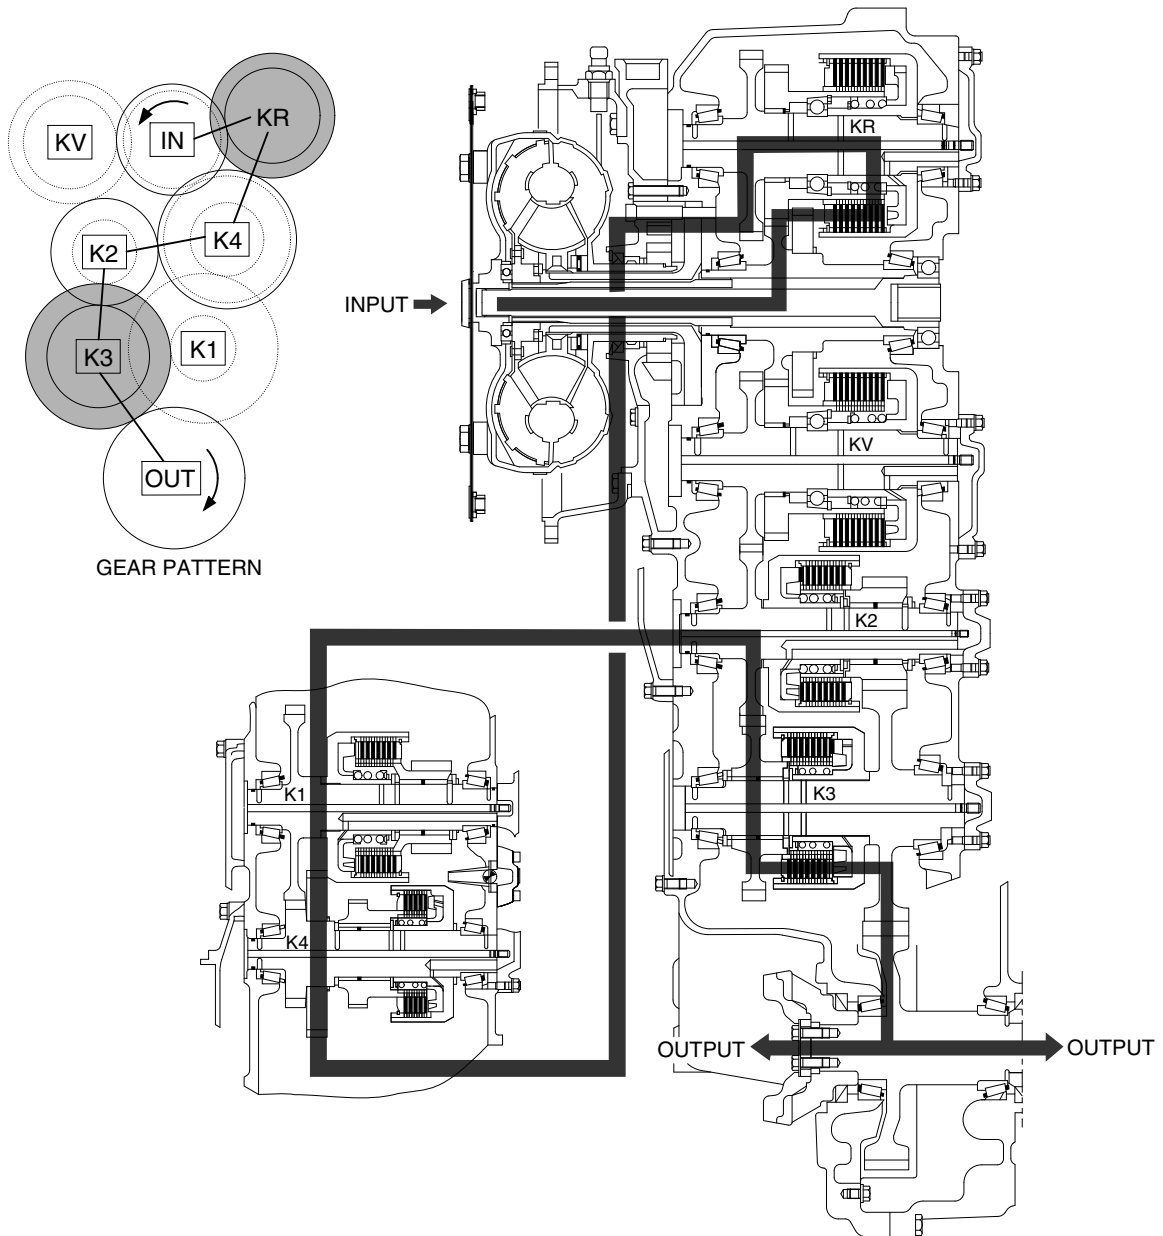 KV
IN
KR
K2
K4
K3
K1
OUT
GEAR PATTERN
KR
INPUT
KV
K2
K1
K3
K4
OUTPUT
OUTPUT